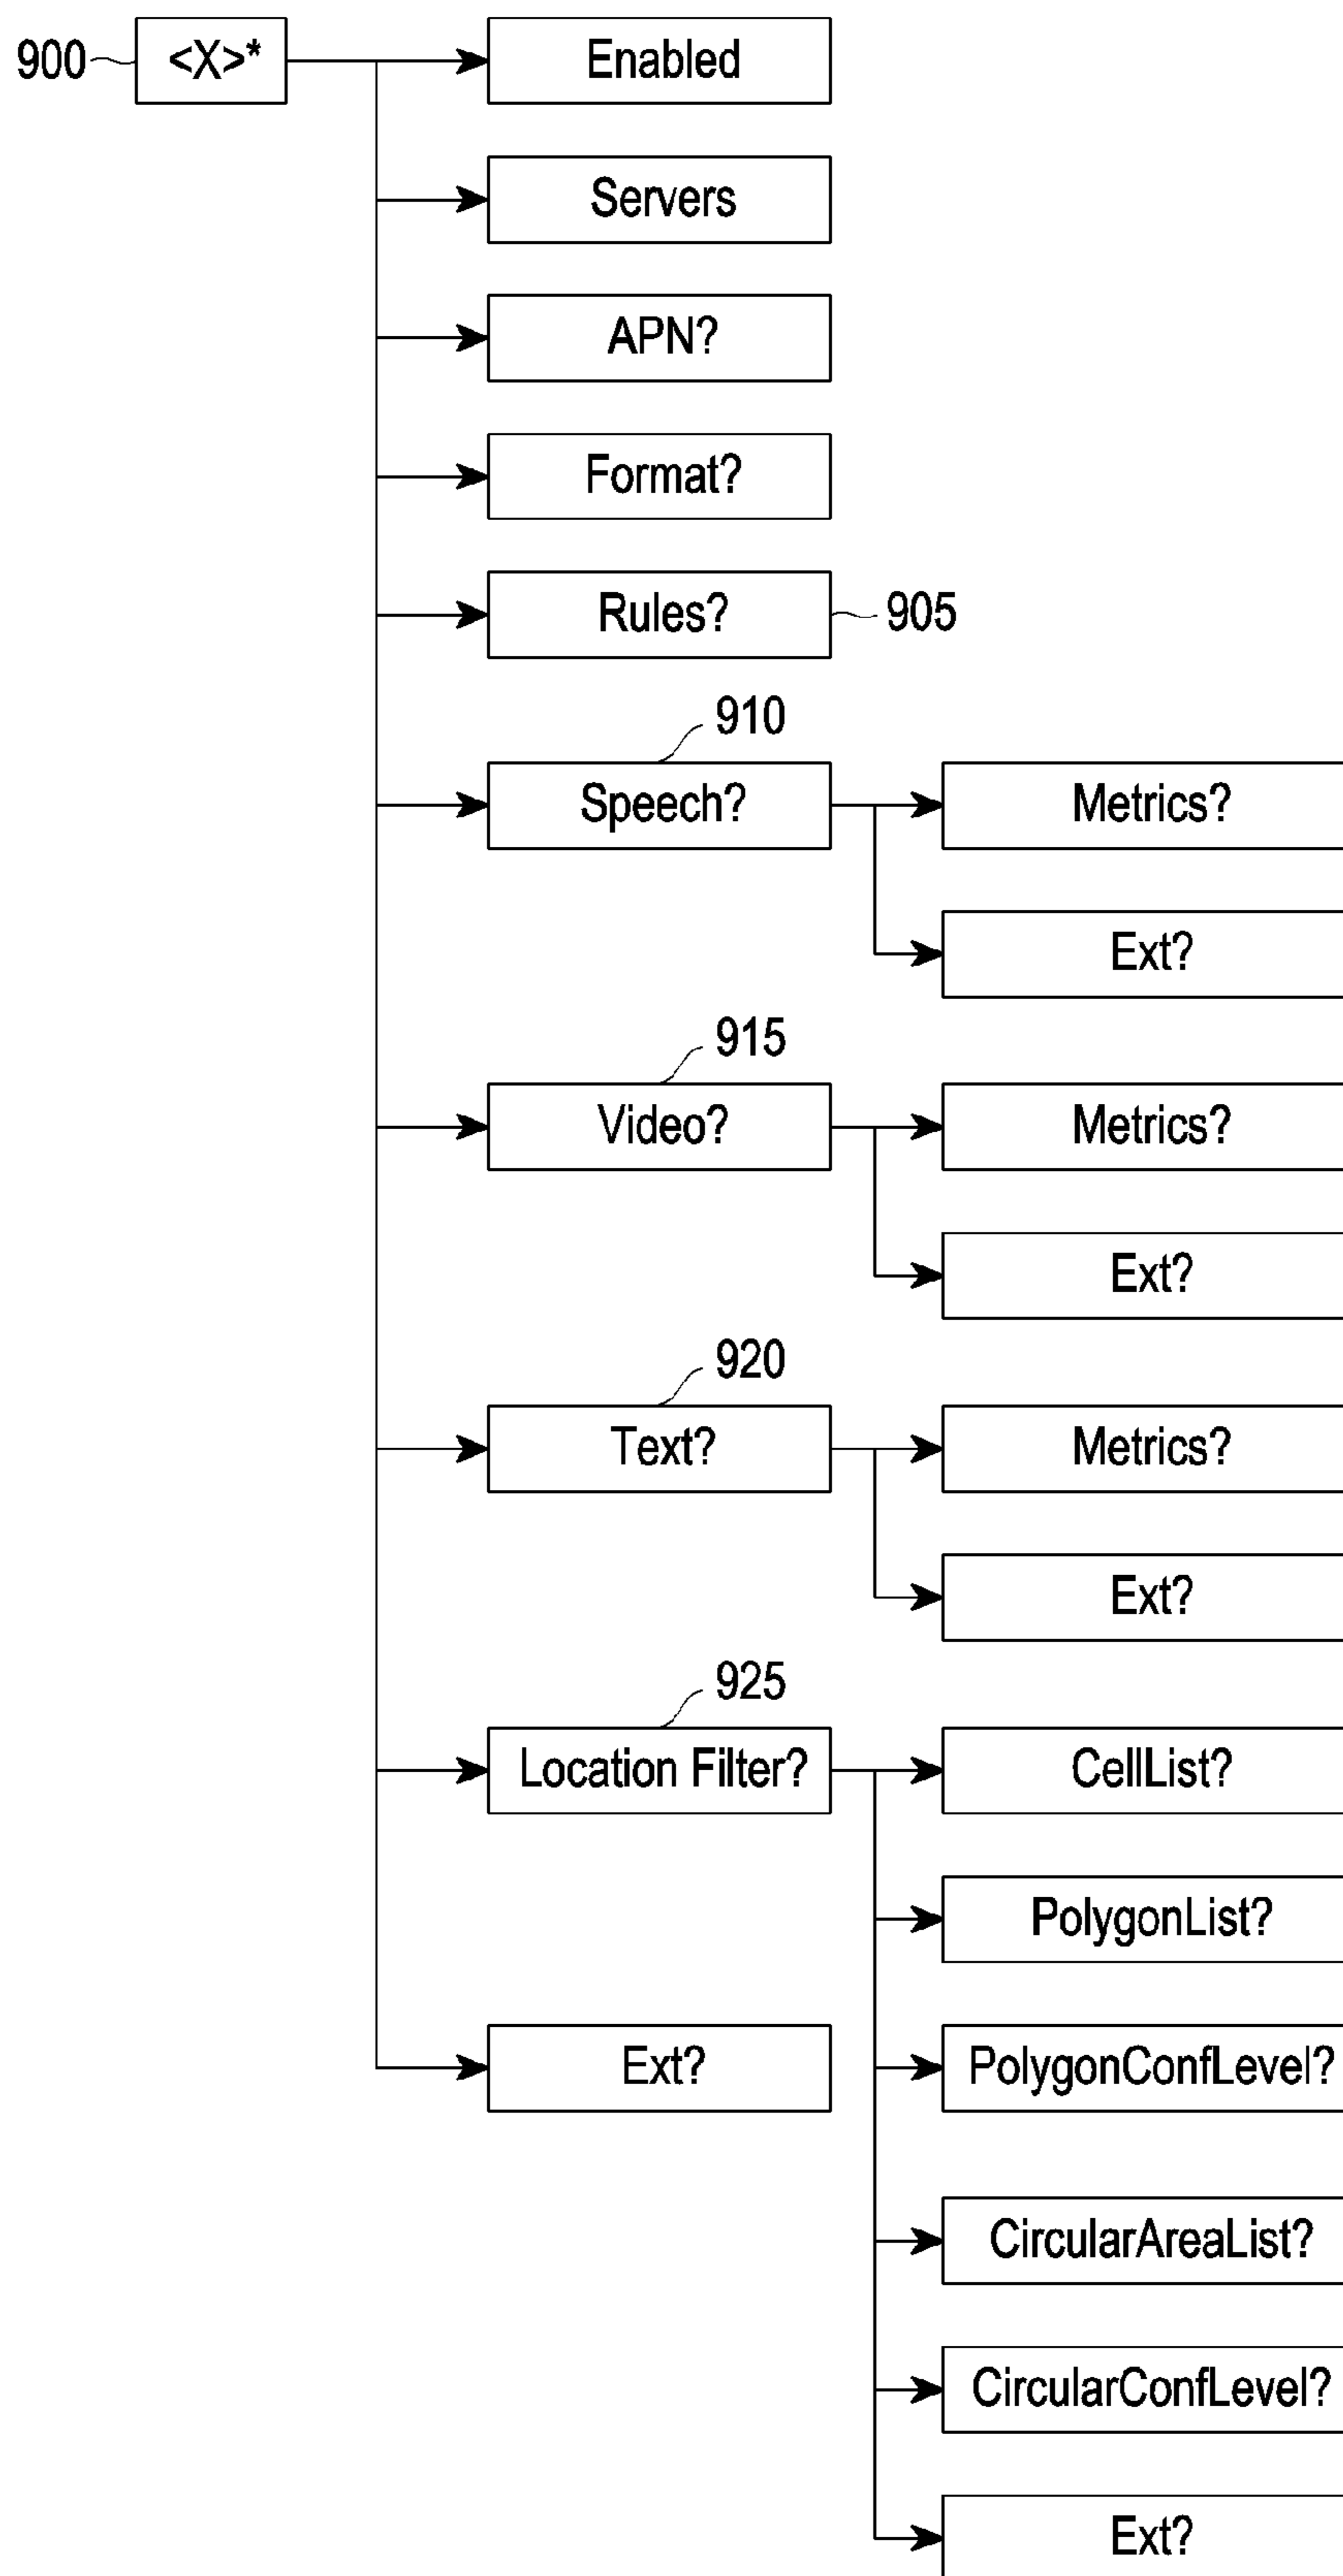 900 <X>* Enabled
Servers
APN?
Format?
Rules? 905
910
Speech? Metrics?
Ext?
915
Video? Metrics?
Ext?
920
Text? Metrics?
Ext?
925
Location Filter? CellList?
PolygonList?
Ext? PolygonConfLevel?
CircularAreaList?
CircularConfLevel?
Ext?